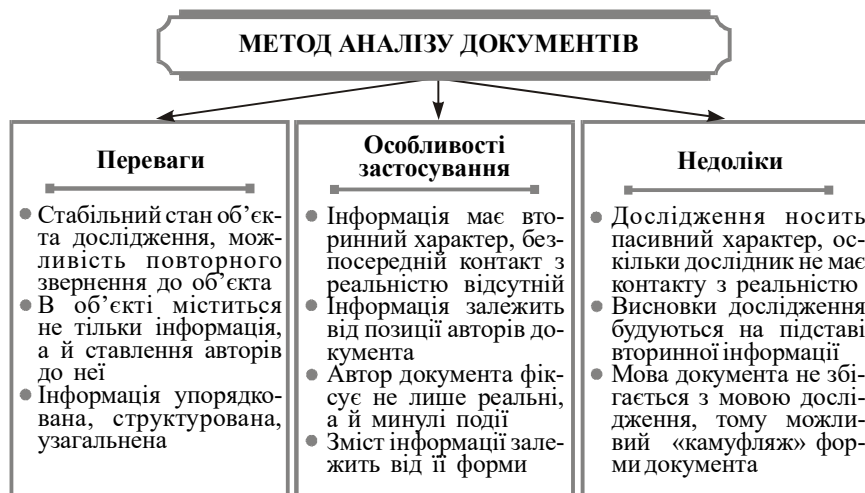 МЕТОД АНАЛІЗУ ДОКУМЕНТІВ
Переваги
● Стабільний стан об’єк-
та дослідження, мож-
ливість повторного
звернення до об’єкта
● В об’єкті міститься
не тільки інформація,
а й ставлення авторів
до неї
● Інформація упорядко-
вана, структурована,
узагальнена
Особливості
застосування
● Інформація має вто-
ринний характер, без-
посередній контакт з
реальністю відсутній
● Інформація залежить
від позиції авторів до-
кумента
● Автор документа фік-
сує не лише реальні,
а й минулі події
● Зміст інформації зале-
жить від її форми
Недоліки
● Дослідження носить
пасивний характер, ос-
кільки дослідник не має
контакту з реальністю
● Висновки дослідження
будуються на підставі
вторинної інформації
● Мова документа не збі-
гається з мовою дослі-
дження, тому можли-
вий «камуфляж» фор-
ми документа